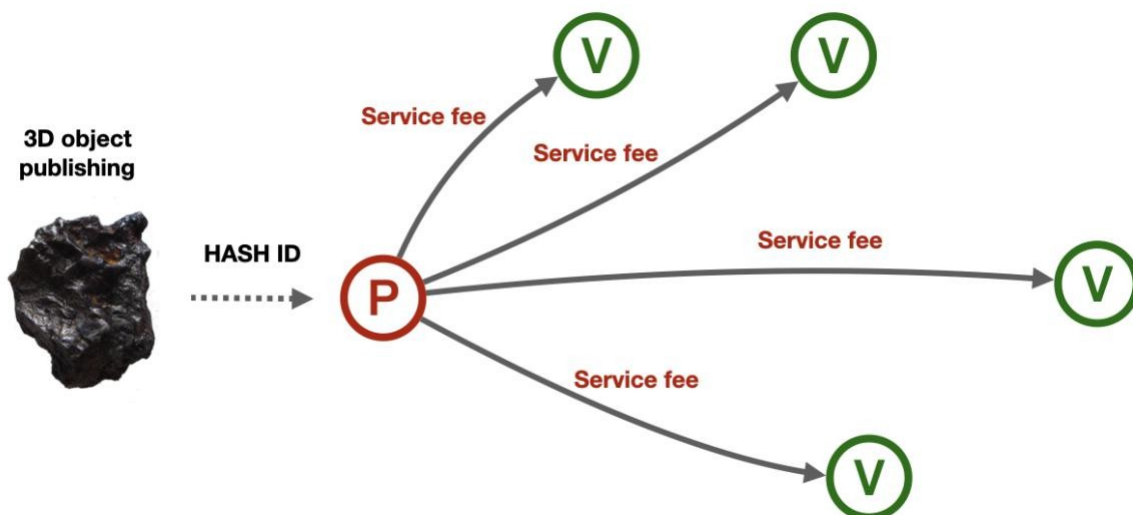 V
V
Service fee
3D object
publishing
Service fee
Service fee
HASH ID
V
P
Service fee
V